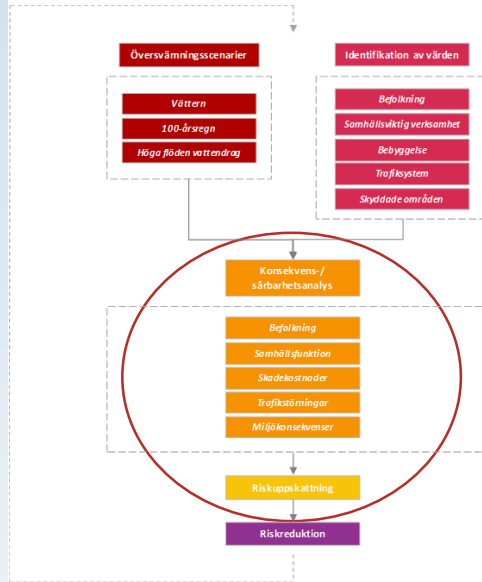 Översvämningsscenarier
Vättern
100-årsregn
Höga flöden vattendrag
Identifikation av värden
Befolkning
Samhällsviktig verksamhet
Bebyggelse
Trafiksystem
Skyddade områden
Konsekvens-/
sårbarhetsanalys
Befolkning
Samhällsfunktion
Skadekostnader
Trafikstörningar
Miljökonsekvenser
Riskuppskattning
Riskreduktion